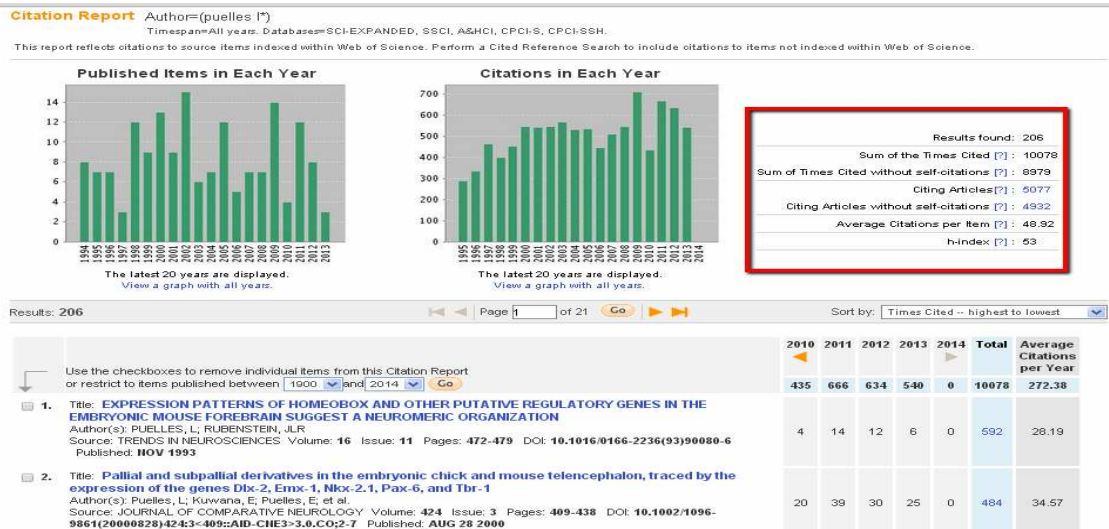 Citation Report Author=(puelles l*)
Timespan=All years. Databases=SCI-EXPANDED, SSCI, A&HCI, CPCI-S, CPCI-SSH.
This report reflects citations to source items indexed within Web of Science. Perform a Cited Reference Search to include citations to items not indexed within Web of Science.
Published Items in Each Year
14
12
10
8
6
4
2
0
1994 1995 1996 1997 1998 1999 2000 2001 2002 2003 2004 2005 2006 2007 2008 2009 2010 2011 2012 2013
The latest 20 years are displayed.
View a graph with all years.
Citations in Each Year
700
600
500
400
300
200
100
0
1995 1996 1997 1998 1999 2000 2001 2002 2003 2004 2005 2006 2007 2008 2009 2010 2011 2012 2013 2014
The latest 20 years are displayed.
View a graph with all years.
Results found: 206
Sum of the Times Cited [?] : 10078
Sum of Times Cited without self-citations [?] : 8979
Citing Articles[?] : 5077
Citing Articles without self-citations [?] : 4932
Average Citations per Item [?] : 48.92
h-index [?] : 53
Results: 206
Page 1 of 21 Go
Sort by: Times Cited -- highest to lowest
2010 2011 2012 2013 2014 Total Average Citations per Year
Use the checkboxes to remove individual items from this Citation Report
or restrict to items published between 1900 and 2014 Go
435 666 634 540 0 10078 272.38
1. Title: EXPRESSION PATTERNS OF HOMEOBOX AND OTHER PUTATIVE REGULATORY GENES IN THE
EMBRYONIC MOUSE FOREBRAIN SUGGEST A NEUROMERIC ORGANIZATION
Author(s): PUELLES, L; RUBENSTEIN, JLR
Source: TRENDS IN NEUROSCIENCES Volume: 16 Issue: 11 Pages: 472-479 DOI: 10.1016/0166-2236(93)90080-6
Published: NOV 1993
4 14 12 6 0 592 28.19
2. Title: Pallial and subpallial derivatives in the embryonic chick and mouse telencephalon, traced by the
expression of the genes Dlx-2, Emx-1, Nkx-2.1, Pax-6, and Tbr-1
Author(s): Puelles, L; Kuwana, E; Puelles, E; et al.
Source: JOURNAL OF COMPARATIVE NEUROLOGY Volume: 424 Issue: 3 Pages: 409-438 DOI: 10.1002/1096-
9861(20000828)424:3<409::AID-CNE3>3.0.CO;2-7 Published: AUG 28 2000
20 39 30 25 0 484 34.57